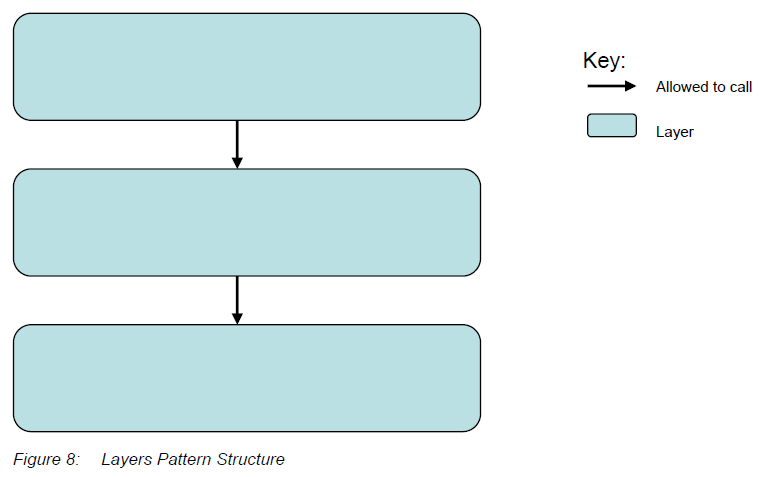 Key:
Allowed to call
Layer
Figure 8: Layers Pattern Structure